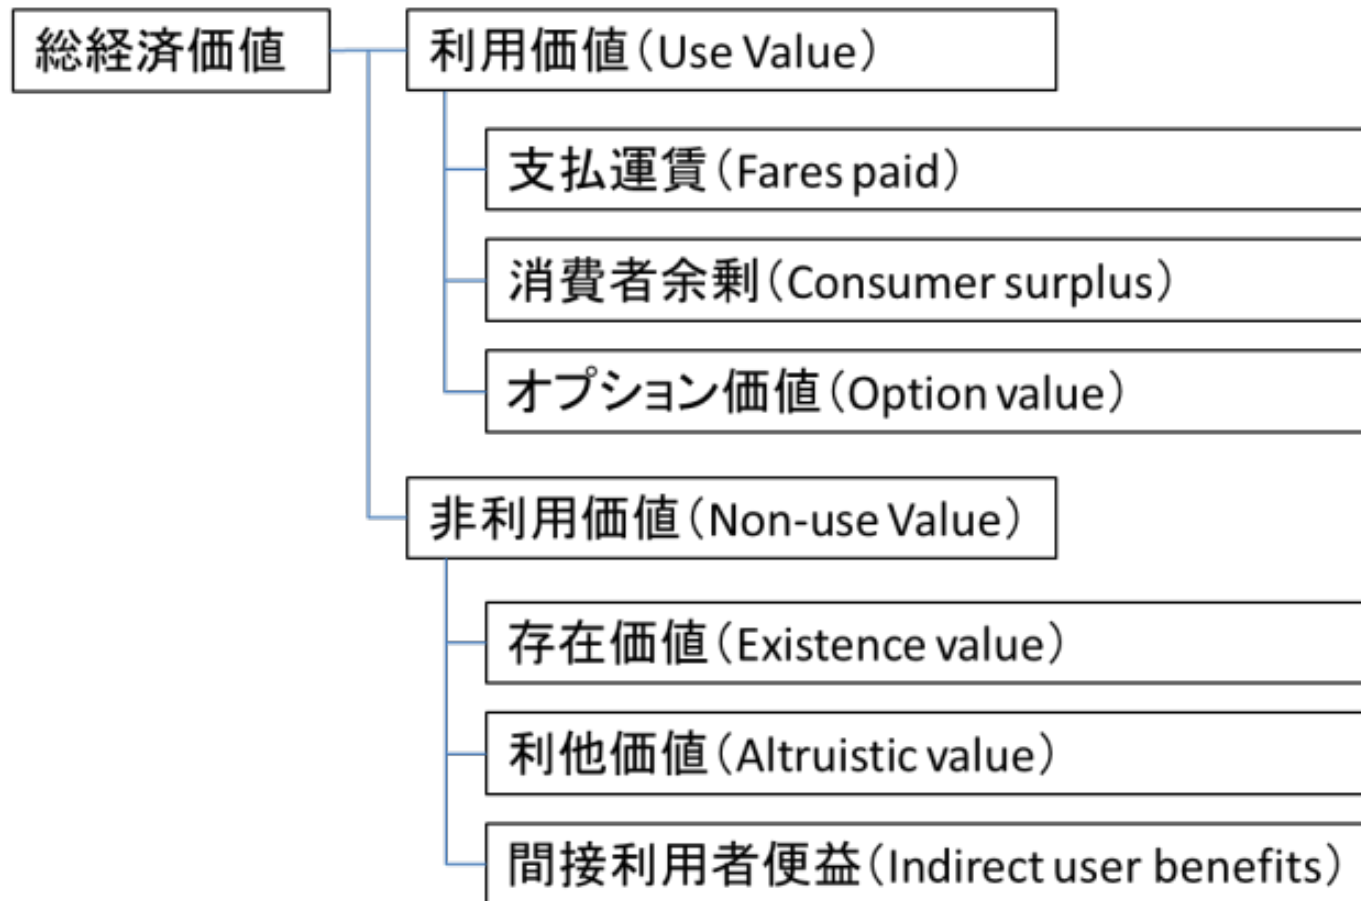 総経済価値
利用価値（Use Value）
支払運賃（Fares paid）
消費者余剰（Consumer surplus）
オプション価値（Option value）
非利用価値（Non-use Value）
存在価値（Existence value）
利他価値（Altruistic value）
間接利用者便益（Indirect user benefits）